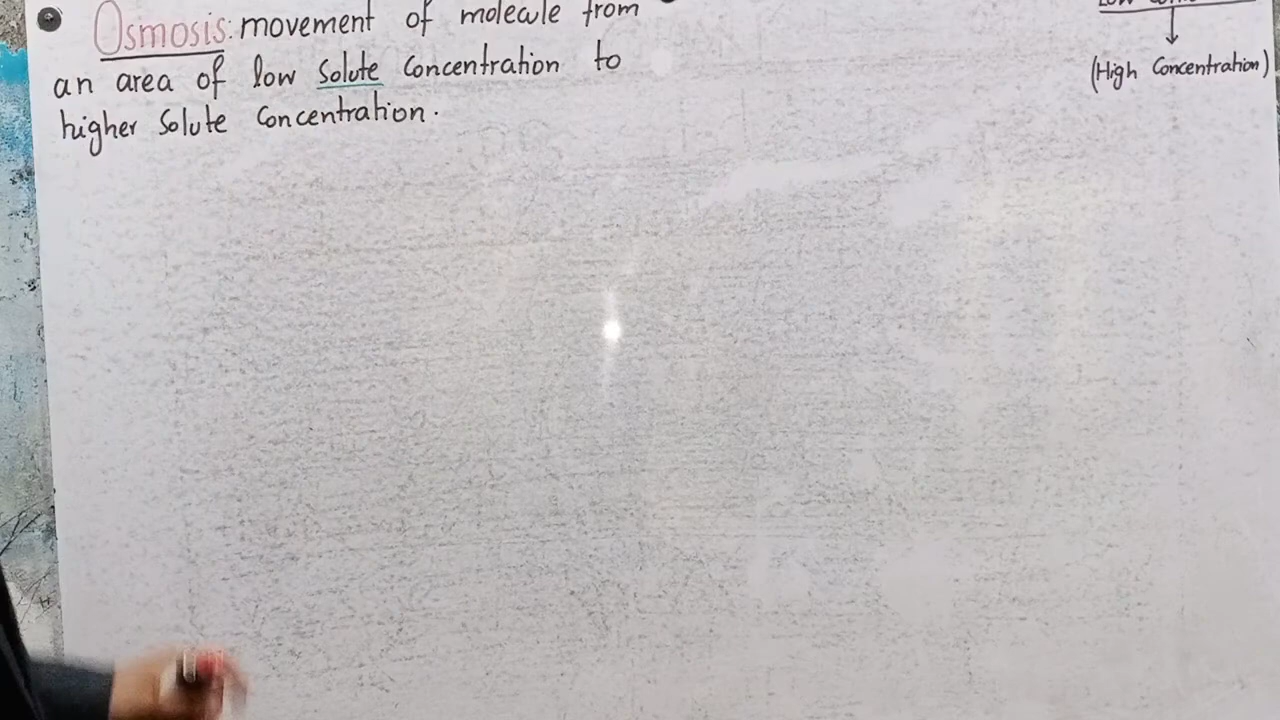 Osmosis: movement of molecule from
an area of low solute concentration to
higher solute concentration.
(High Concentration)